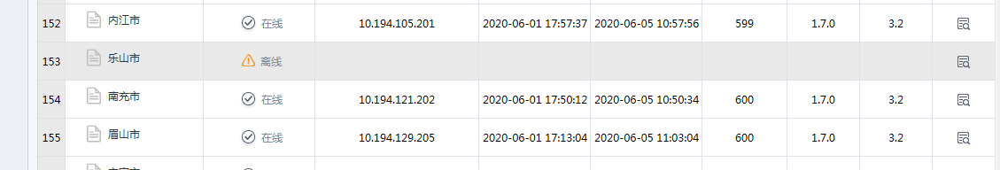 152 内江市 在线 10.194.105.201 2020-06-01 17:57:37 2020-06-05 10:57:56 599 1.7.0 3.2
153 乐山市 离线
154 南充市 在线 10.194.121.202 2020-06-01 17:50:12 2020-06-05 10:50:34 600 1.7.0 3.2
155 眉山市 在线 10.194.129.205 2020-06-01 17:13:04 2020-06-05 11:03:04 600 1.7.0 3.2